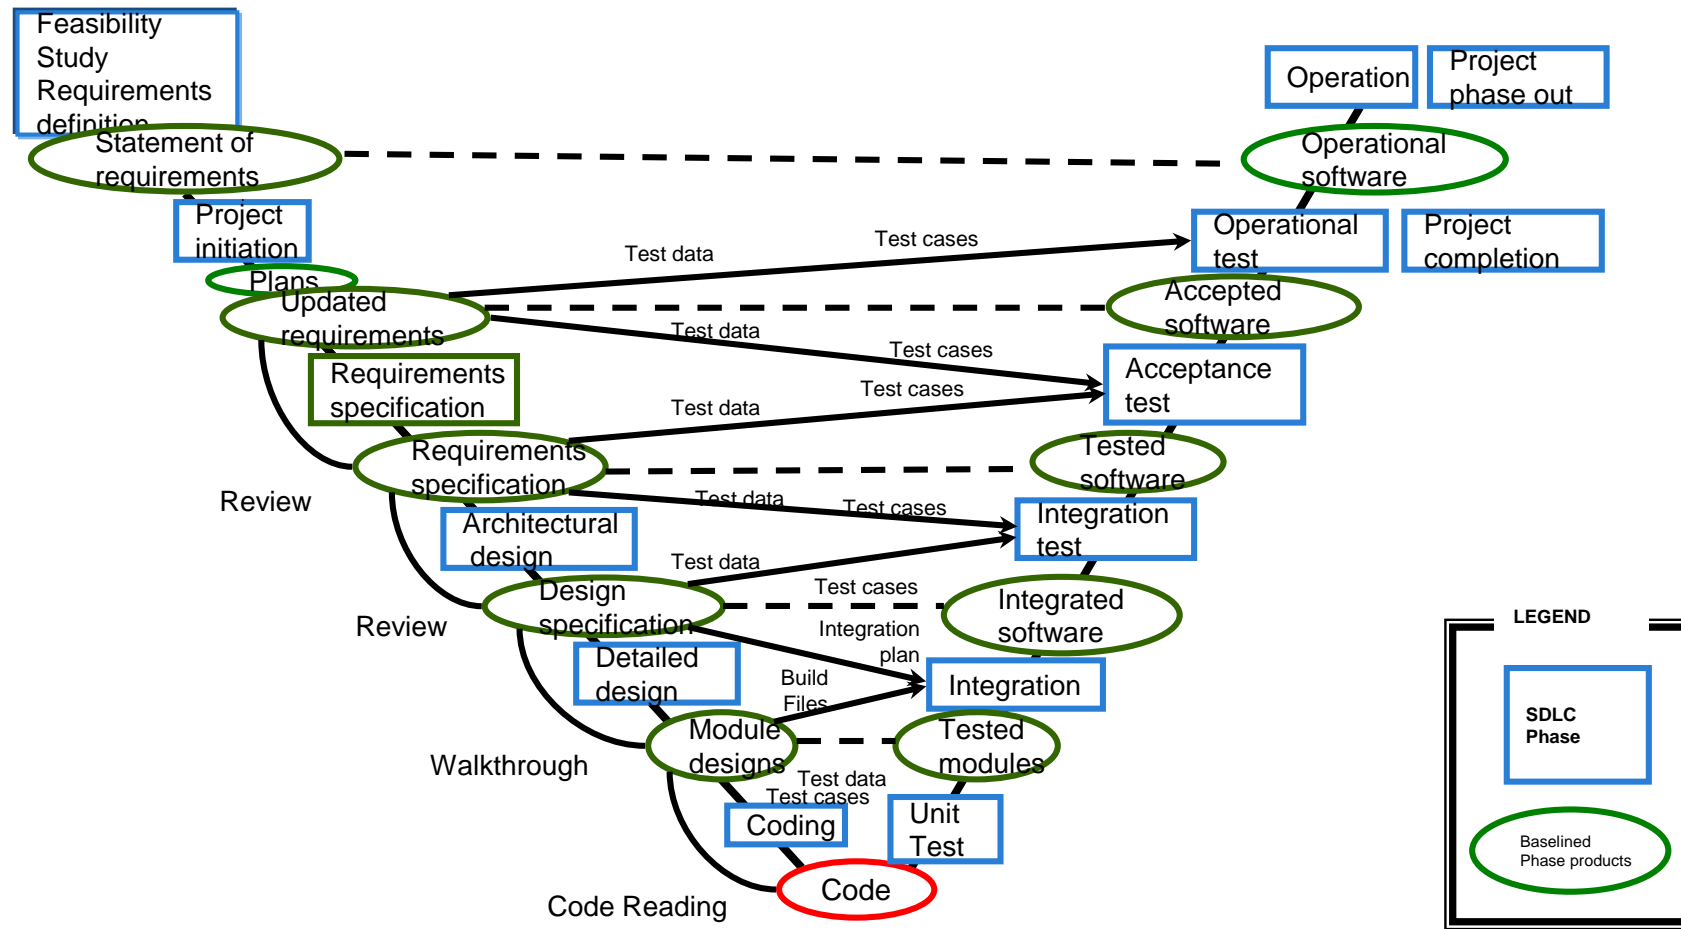 Feasibility
Study
Requirements
definition
Statement of
requirements
Project
initiation
Plans
Updated
requirements
Requirements
specification
Requirements
specification
Review
Architectural
design
Review
Design
specification
Detailed
design
Walkthrough
Module
designs
Coding
Code Reading
Code
Test data
Test cases
Test data
Test cases
Test data
Test cases
Test data
Test cases
Test data
Test cases
Integration
plan
Build
Files
Test data
Test cases
Operation
Project
phase out
Operational
software
Operational
test
Project
completion
Accepted
software
Acceptance
test
Tested
software
Integration
test
Integrated
software
Integration
Tested
modules
Unit
Test
LEGEND
SDLC
Phase
Baselined
Phase products